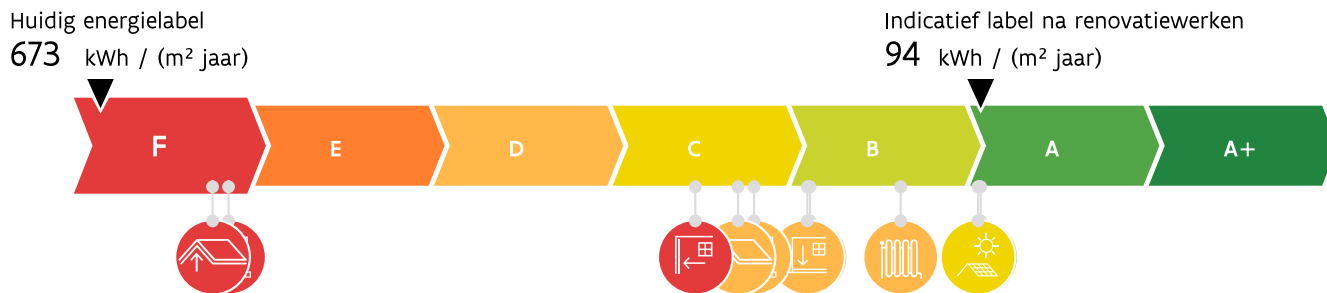 Huidig energielabel
673 kWh / (m² jaar)
Indicatief label na renovatiewerken
94 kWh / (m² jaar)
F E D C B A A+